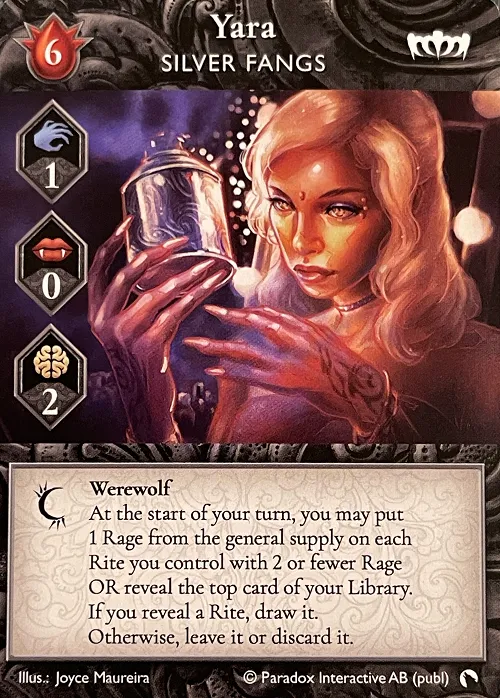 Yara
6
SILVER FANGS
1
0
2
Werewolf
At the start of your turn, you may put
1 Rage from the general supply on each
Rite you control with 2 or fewer Rage
OR reveal the top card of your Library.
If you reveal a Rite, draw it.
Otherwise, leave it or discard it.
Illus.: Joyce Maureira
© Paradox Interactive AB (publ)